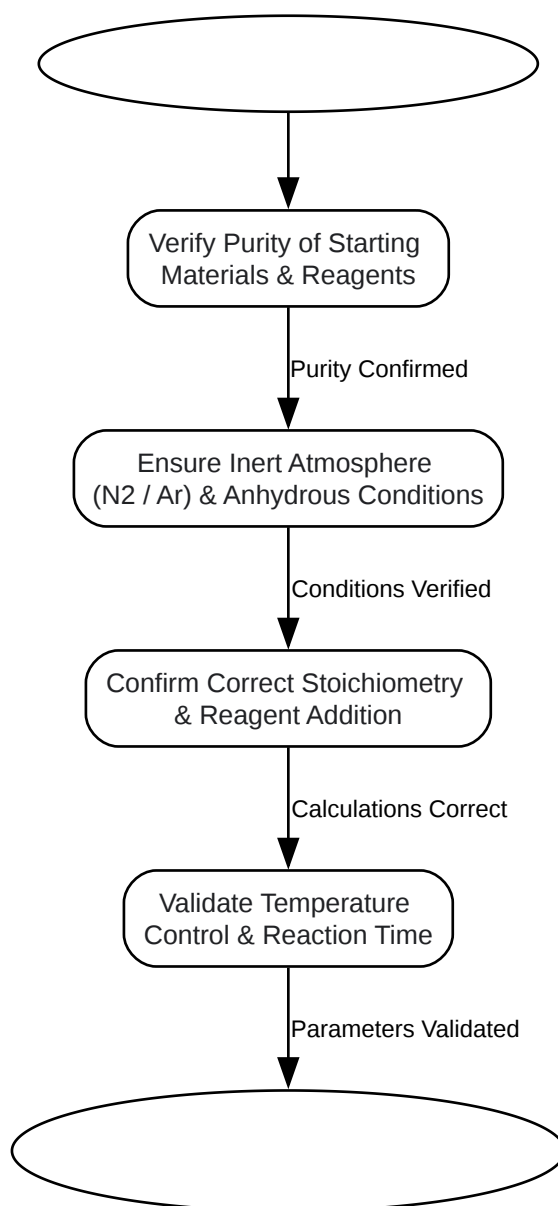 Verify Purity of Starting
Materials & Reagents
Purity Confirmed
Ensure Inert Atmosphere
(N2 / Ar) & Anhydrous Conditions
Conditions Verified
Confirm Correct Stoichiometry
& Reagent Addition
Calculations Correct
Validate Temperature
Control & Reaction Time
Parameters Validated